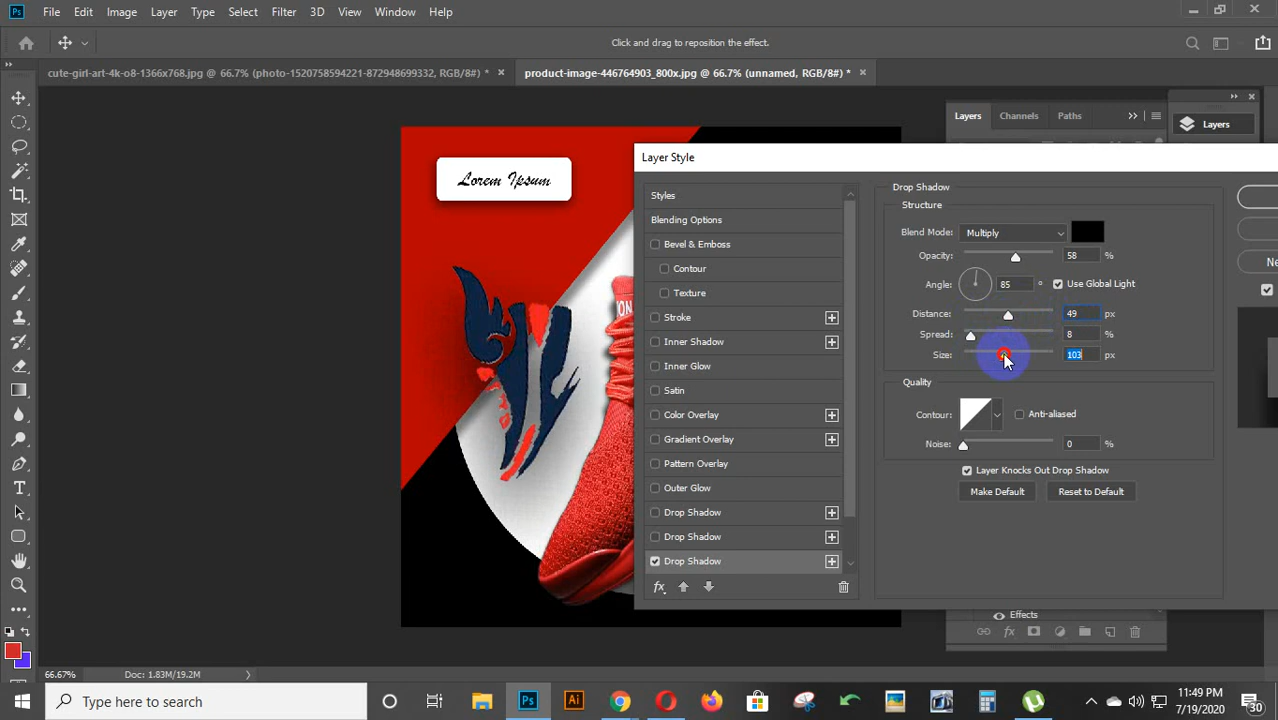 Ps File Edit Image Layer Type Select Filter 3D View Window Help
Click and drag to reposition the effect.
cute-girl-art-4k-o8-1366x768.jpg @ 66.7% (photo-1520758594221-872948699332, RGB/8#) *
product-image-446764903_800x.jpg @ 66.7% (unnamed, RGB/8#) *
Layers Channels Paths
Layers
Lorem Ipsum
Layer Style
Styles
Blending Options
Bevel & Emboss
Contour
Texture
Stroke
Inner Shadow
Inner Glow
Satin
Color Overlay
Gradient Overlay
Pattern Overlay
Outer Glow
Drop Shadow
Drop Shadow
Drop Shadow
fx
Drop Shadow
Structure
Blend Mode: Multiply
Opacity: 58 %
Angle: 85 ° Use Global Light
Distance: 49 px
Spread: 8 %
Size: 103 px
Quality
Contour: Anti-aliased
Noise: 0 %
Layer Knocks Out Drop Shadow
Make Default Reset to Default
Effects
fx
66.67% Doc: 1.83M/19.2M
Type here to search
Ps Ai
11:49 PM
7/19/2020
30